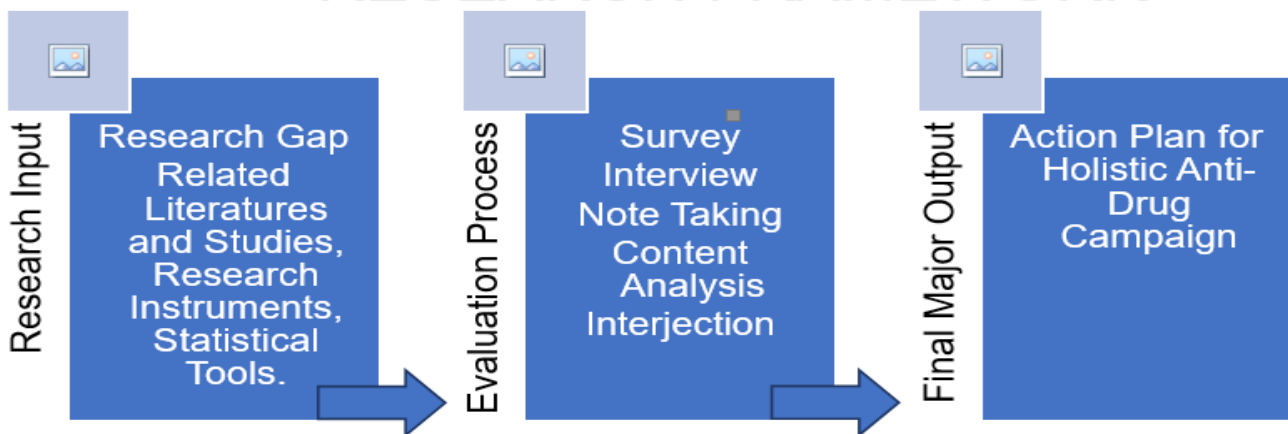 Research Input
Research Gap
Related
Literatures
and Studies,
Research
Instruments,
Statistical
Tools.
Evaluation Process
Survey
Interview
Note Taking
Content
Analysis
Interjection
Final Major Output
Action Plan for
Holistic Anti-
Drug
Campaign